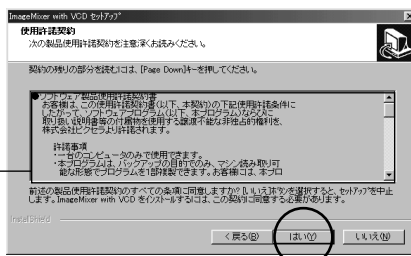 ImageMixer with VCD セットアップ
使用許諾契約
次の製品使用許諾契約を注意深くお読みください。
契約の残りの部分を読むには、[Page Down]キーを押してください。
●ソフトウェア製品使用許諾契約書
お客様は、この使用許諾契約書(以下、本契約)の下記使用許諾条件に
したがって、ソフトウェアプログラム(以下、本プログラム)ならびに
取り扱い説明書等の付属物を使用する譲渡不能な非独占的権利を、
株式会社ピクセラより許諾されます。
許諾事項
・一台のコンピュータのみで使用できます。
・本プログラムは、バックアップの目的でのみ、マシン読み取り可
能な形態でプログラムを1部複製できます。お客様には、本プロ
前述の製品使用許諾契約のすべての条項に同意しますか? [いいえ]ボタンを選択すると、セットアップを中止
します。ImageMixer with VCD をインストールするには、この契約に同意する必要があります。
InstallShield
< 戻る(B)
はい(Y)
いいえ(N)